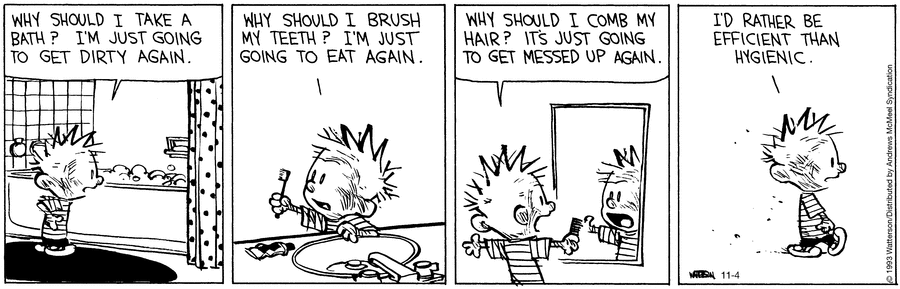 WHY SHOULD I TAKE A
BATH? I'M JUST GOING
TO GET DIRTY AGAIN.
WHY SHOULD I BRUSH
MY TEETH? I'M JUST
GOING TO EAT AGAIN.
WHY SHOULD I COMB MY
HAIR? IT'S JUST GOING
TO GET MESSED UP AGAIN.
I'D RATHER BE
EFFICIENT THAN
HYGIENIC.
© 1993 Watterson/Distributed by Andrews McMeel Syndication
WATTERSON 11-4